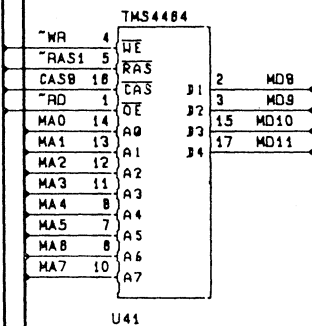 TMS4464
~WR 4 WE
~RAS1 5 RAS
CAS8 16 CAS D1 2 MD8
~RD 1 OE D2 3 MD9
MA0 14 A0 D3 15 MD10
MA1 13 A1 D4 17 MD11
MA2 12 A2
MA3 11 A3
MA4 8 A4
MA5 7 A5
MA6 6 A6
MA7 10 A7
U41